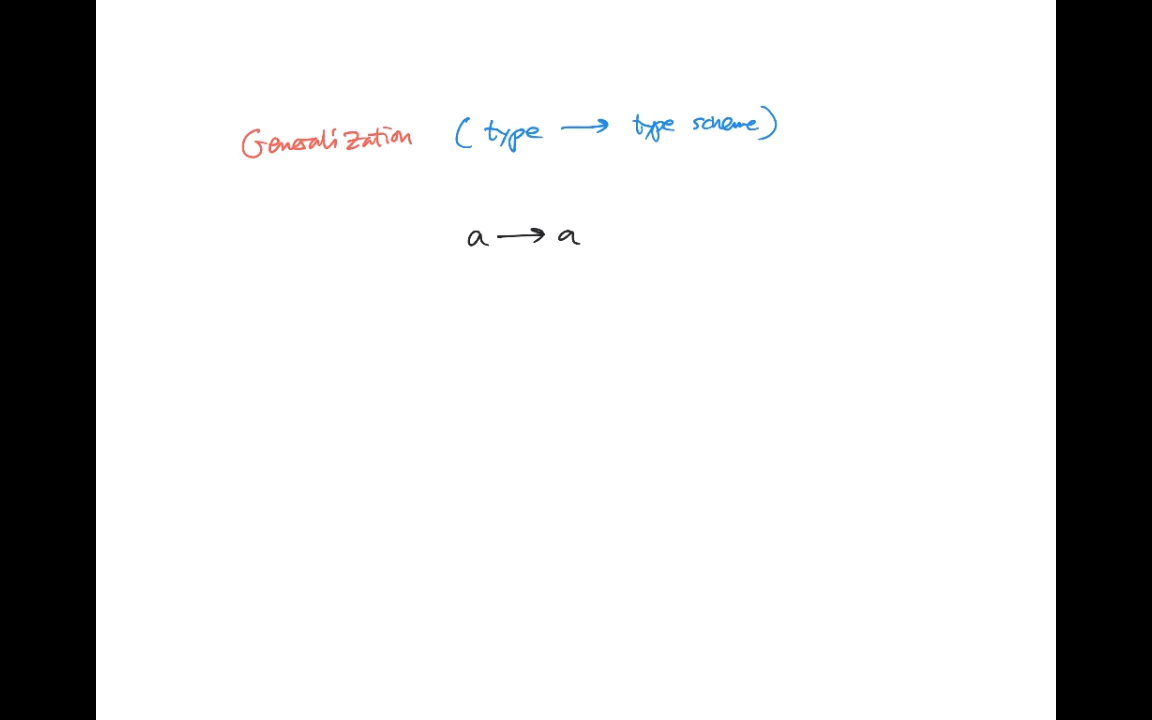 Generalization (type → type scheme)
a → a